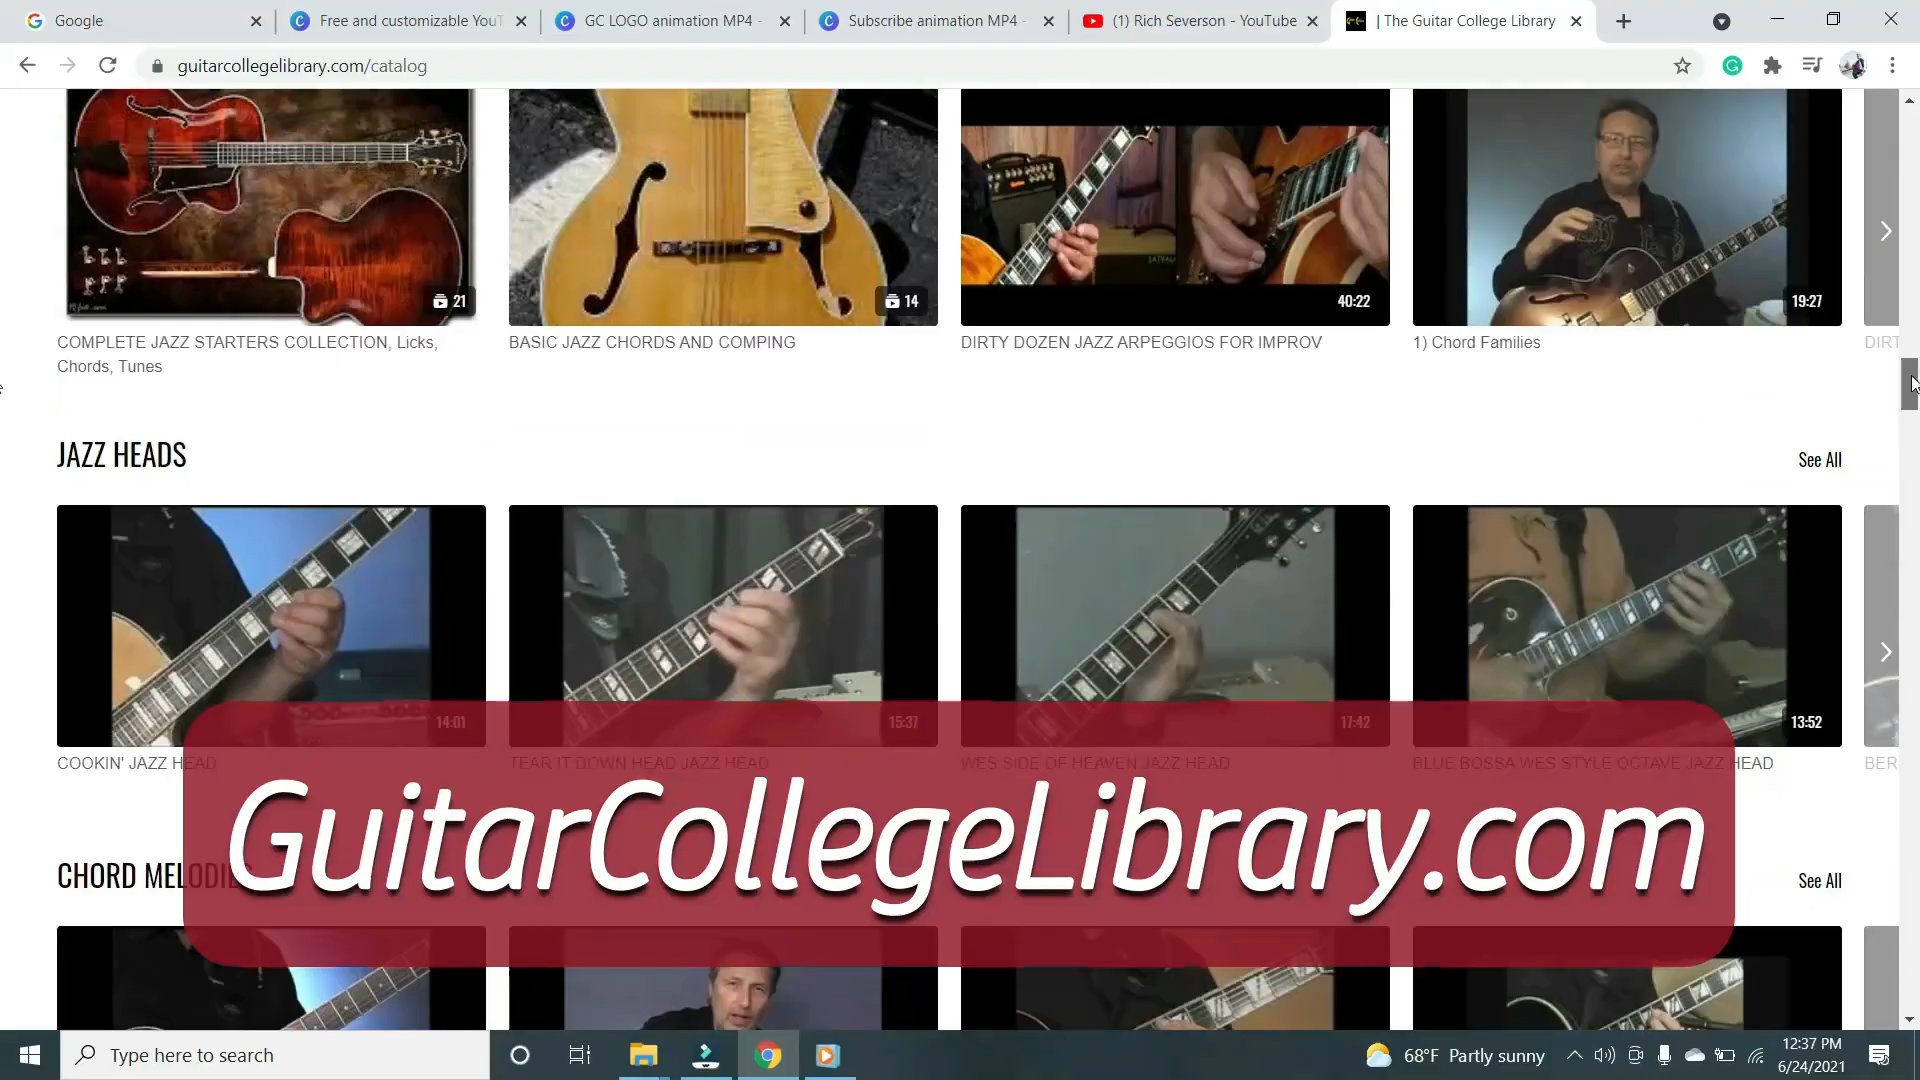 Google
Free and customizable YouT
GC LOGO animation MP4 -
Subscribe animation MP4 -
(1) Rich Severson - YouTube
| The Guitar College Library
guitarcollegelibrary.com/catalog
21
14
40:22
19:27
COMPLETE JAZZ STARTERS COLLECTION, Licks,
Chords, Tunes
BASIC JAZZ CHORDS AND COMPING
DIRTY DOZEN JAZZ ARPEGGIOS FOR IMPROV
1) Chord Families
DIRT
JAZZ HEADS
See All
14:01
15:37
17:42
13:52
COOKIN' JAZZ HEAD
TEAR IT DOWN HEAD JAZZ HEAD
WES SIDE OF HEAVEN JAZZ HEAD
BLUE BOSSA WES STYLE OCTAVE JAZZ HEAD
BER
GuitarCollegeLibrary.com
CHORD MELODIE
See All
Type here to search
68°F Partly sunny
12:37 PM
6/24/2021